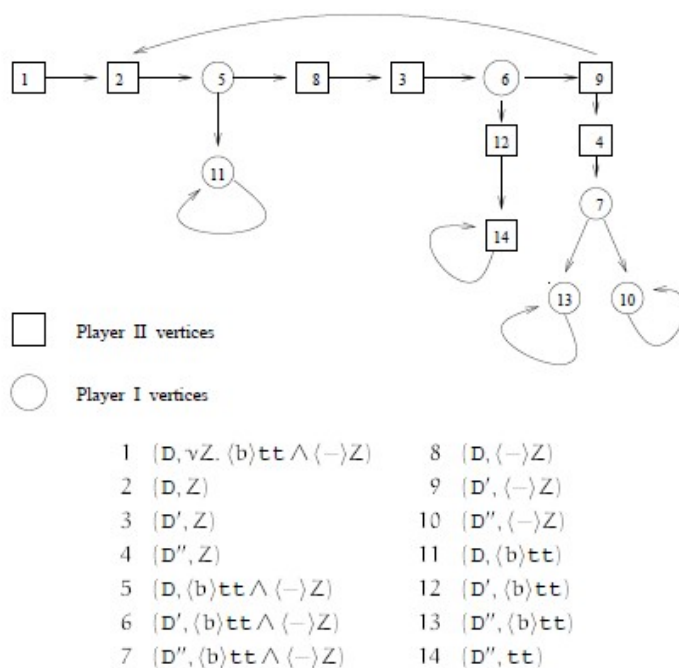 1 2 5 8 3 6 9
12 4
11 7
14
13 10
Player II vertices
Player I vertices
1 (D, νZ. ⟨b⟩tt ∧ ⟨−⟩Z) 8 (D, ⟨−⟩Z)
2 (D, Z) 9 (D′, ⟨−⟩Z)
3 (D′, Z) 10 (D″, ⟨−⟩Z)
4 (D″, Z) 11 (D, ⟨b⟩tt)
5 (D, ⟨b⟩tt ∧ ⟨−⟩Z) 12 (D′, ⟨b⟩tt)
6 (D′, ⟨b⟩tt ∧ ⟨−⟩Z) 13 (D″, ⟨b⟩tt)
7 (D″, ⟨b⟩tt ∧ ⟨−⟩Z) 14 (D″, tt)